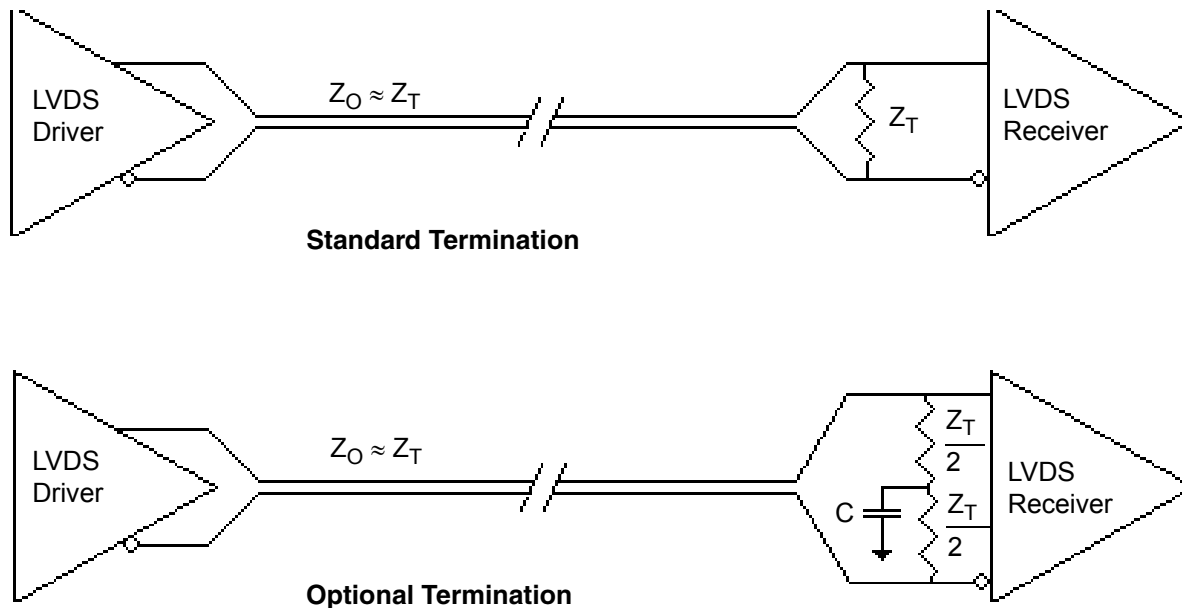 LVDS
Driver
Z_O ≈ Z_T
Z_T
LVDS
Receiver
Standard Termination
LVDS
Driver
Z_O ≈ Z_T
C
Z_T
2
Z_T
2
LVDS
Receiver
Optional Termination